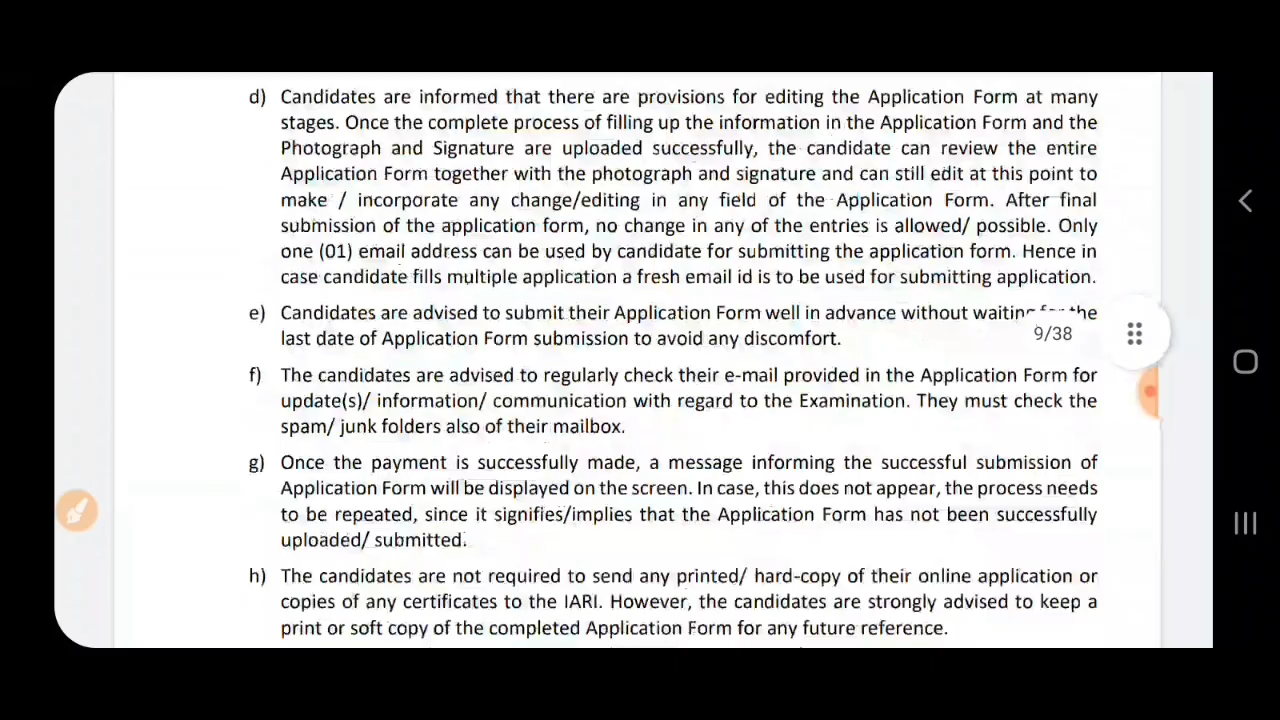 d) Candidates are informed that there are provisions for editing the Application Form at many
stages. Once the complete process of filling up the information in the Application Form and the
Photograph and Signature are uploaded successfully, the candidate can review the entire
Application Form together with the photograph and signature and can still edit at this point to
make / incorporate any change/editing in any field of the Application Form. After final
submission of the application form, no change in any of the entries is allowed/ possible. Only
one (01) email address can be used by candidate for submitting the application form. Hence in
case candidate fills multiple application a fresh email id is to be used for submitting application.
e) Candidates are advised to submit their Application Form well in advance without waiting for the
last date of Application Form submission to avoid any discomfort.
9/38
f) The candidates are advised to regularly check their e-mail provided in the Application Form for
update(s)/ information/ communication with regard to the Examination. They must check the
spam/ junk folders also of their mailbox.
g) Once the payment is successfully made, a message informing the successful submission of
Application Form will be displayed on the screen. In case, this does not appear, the process needs
to be repeated, since it signifies/implies that the Application Form has not been successfully
uploaded/ submitted.
h) The candidates are not required to send any printed/ hard-copy of their online application or
copies of any certificates to the IARI. However, the candidates are strongly advised to keep a
print or soft copy of the completed Application Form for any future reference.